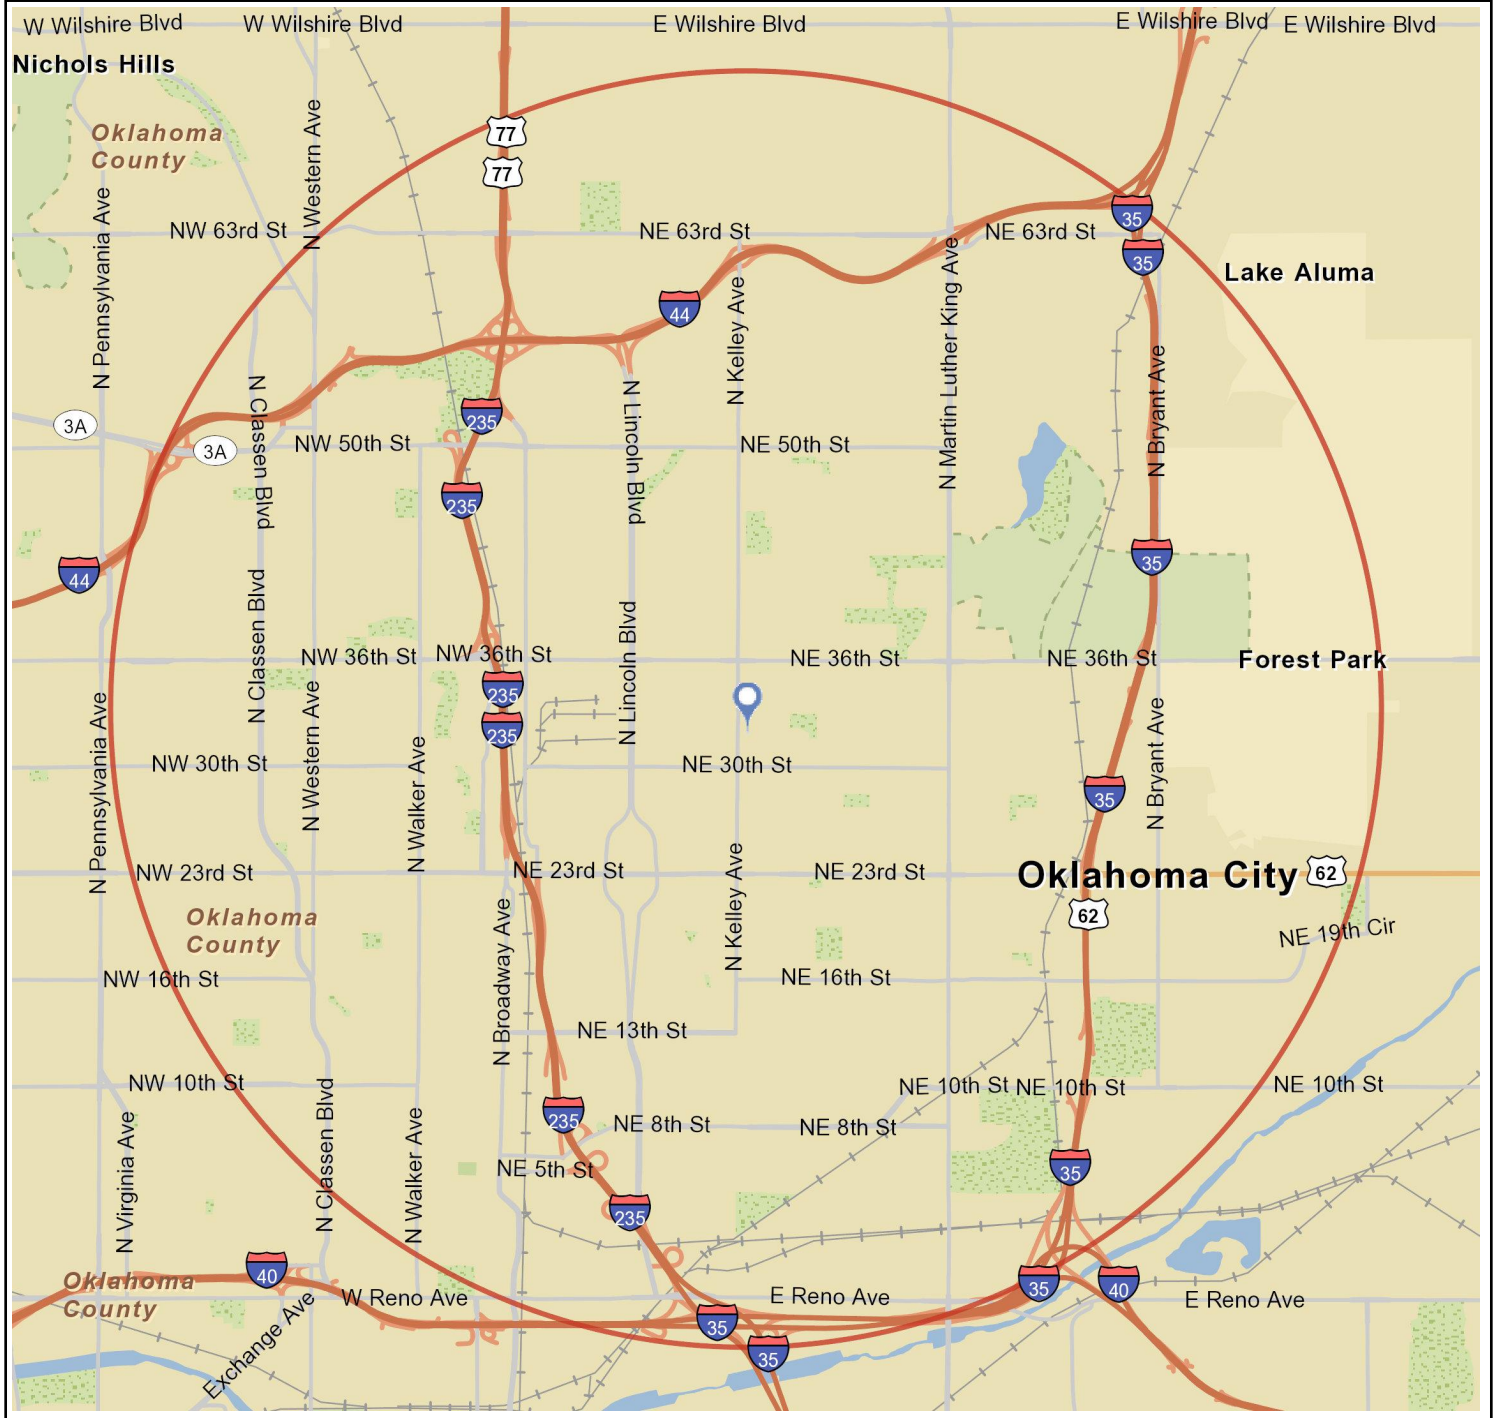 W Wilshire Blvd
W Wilshire Blvd
E Wilshire Blvd
E Wilshire Blvd
E Wilshire Blvd
Nichols Hills
Oklahoma
County
N Western Ave
77
77
N Pennsylvania Ave
NW 63rd St
NE 63rd St
NE 63rd St
35
35
Lake Aluma
44
N Kelley Ave
N Martin Luther King Ave
N Bryant Ave
N Classen Blvd
N Lincoln Blvd
3A
3A
235
NW 50th St
NE 50th St
235
44
35
N Classen Blvd
N Lincoln Blvd
NW 36th St
NW 36th St
NE 36th St
NE 36th St
Forest Park
N Pennsylvania Ave
N Western Ave
235
235
N Walker Ave
N Bryant Ave
NW 30th St
NE 30th St
35
NW 23rd St
NE 23rd St
NE 23rd St
Oklahoma City
62
62
Oklahoma
County
N Broadway Ave
N Kelley Ave
NE 19th Cir
NW 16th St
NE 16th St
NE 13th St
NW 10th St
NE 10th St
NE 10th St
NE 10th St
N Virginia Ave
N Classen Blvd
N Walker Ave
235
NE 8th St
NE 8th St
NE 5th St
35
235
Oklahoma
County
40
W Reno Ave
E Reno Ave
35
40
E Reno Ave
Exchange Ave
35
35